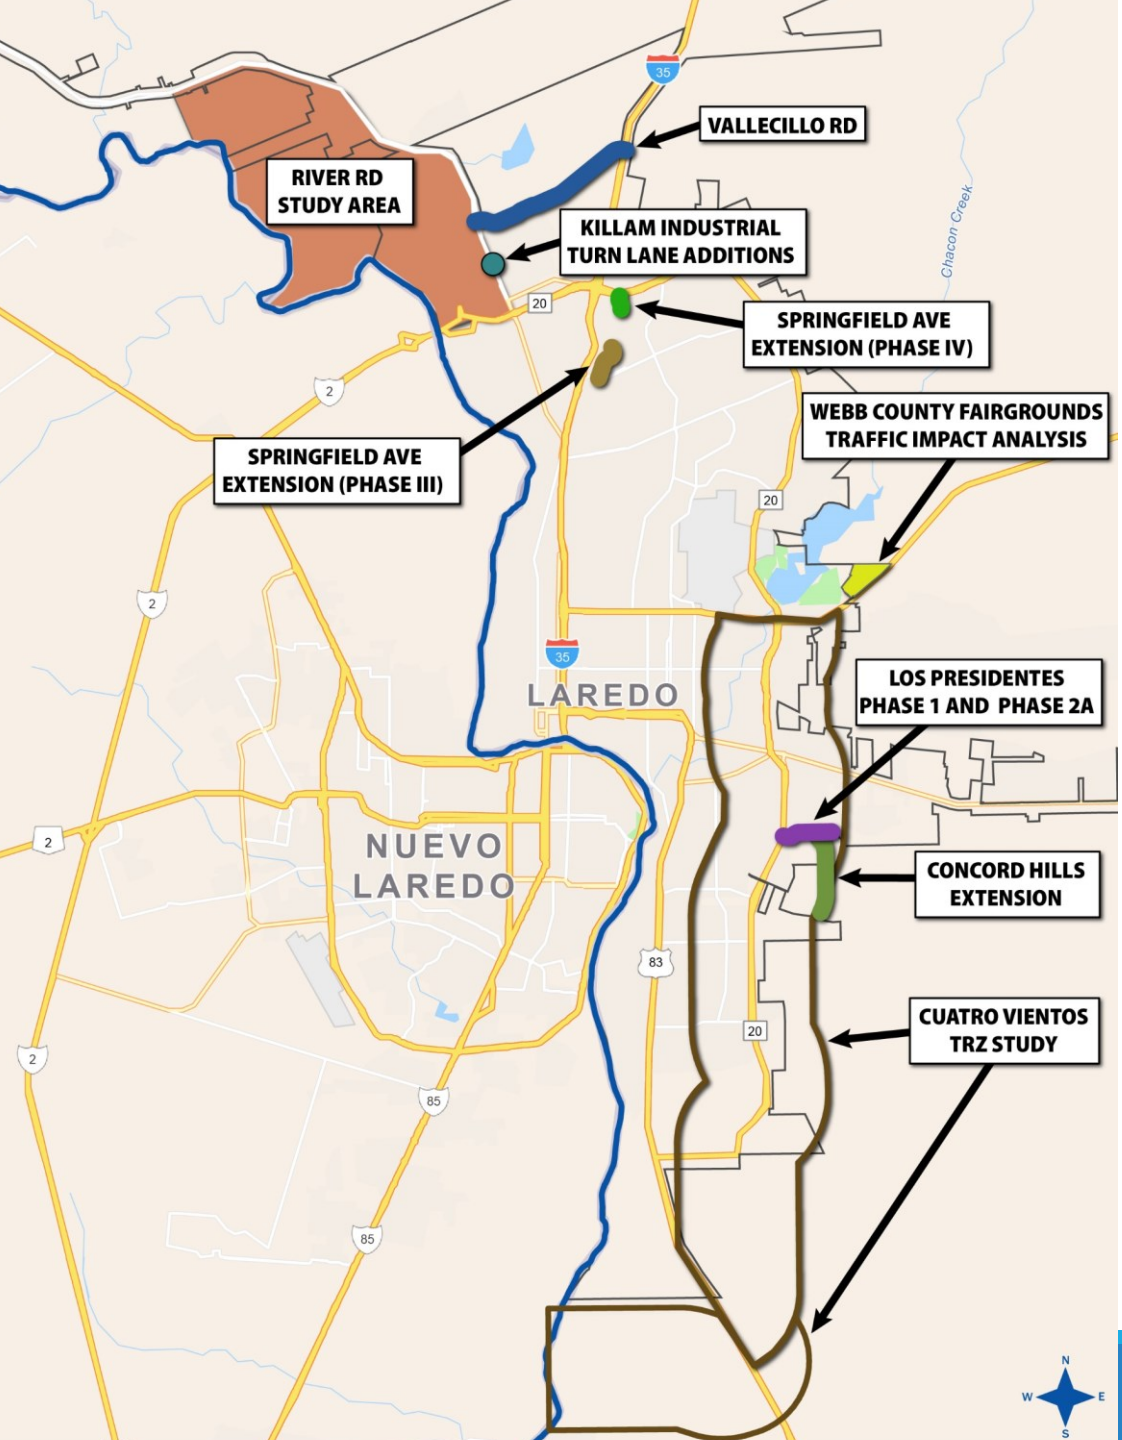 35
VALLECILLO RD
RIVER RD
STUDY AREA
KILLAM INDUSTRIAL
TURN LANE ADDITIONS
Chacon Creek
20
SPRINGFIELD AVE
EXTENSION (PHASE IV)
2
WEBB COUNTY FAIRGROUNDS
TRAFFIC IMPACT ANALYSIS
SPRINGFIELD AVE
EXTENSION (PHASE III)
20
2
35
LAREDO
LOS PRESIDENTES
PHASE 1 AND PHASE 2A
2
NUEVO
LAREDO
CONCORD HILLS
EXTENSION
83
CUATRO VIENTOS
TRZ STUDY
20
2
85
85
N
W E
S